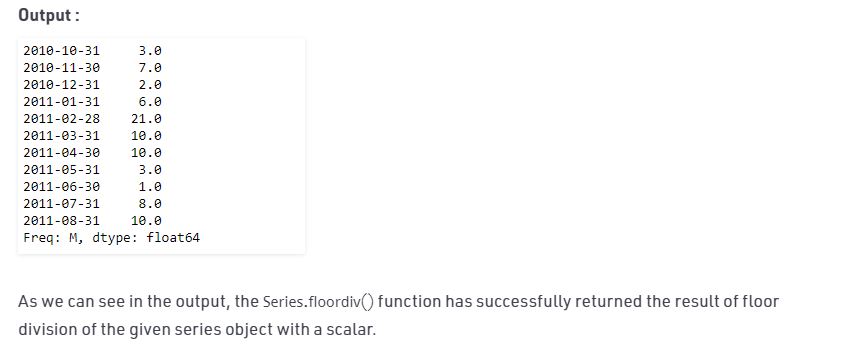 Output :
2010-10-31     3.0
2010-11-30     7.0
2010-12-31     2.0
2011-01-31     6.0
2011-02-28    21.0
2011-03-31    10.0
2011-04-30    10.0
2011-05-31     3.0
2011-06-30     1.0
2011-07-31     8.0
2011-08-31    10.0
Freq: M, dtype: float64
As we can see in the output, the Series.floordiv() function has successfully returned the result of floor
division of the given series object with a scalar.